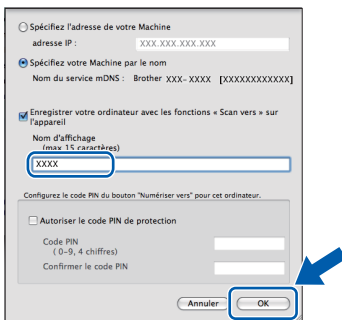 Spécifiez l'adresse de votre Machine
adresse IP : XXX.XXX.XXX.XXX
Spécifiez votre Machine par le nom
Nom du service mDNS : Brother XXX-XXXX [XXXXXXXXXXXX]
Enregistrer votre ordinateur avec les fonctions « Scan vers » sur
l'appareil
Nom d'affichage
(max 15 caractères)
XXXX
Configurez le code PIN du bouton "Numériser vers" pour cet ordinateur.
Autoriser le code PIN de protection
Code PIN
( 0-9, 4 chiffres)
Confirmer le code PIN
Annuler OK